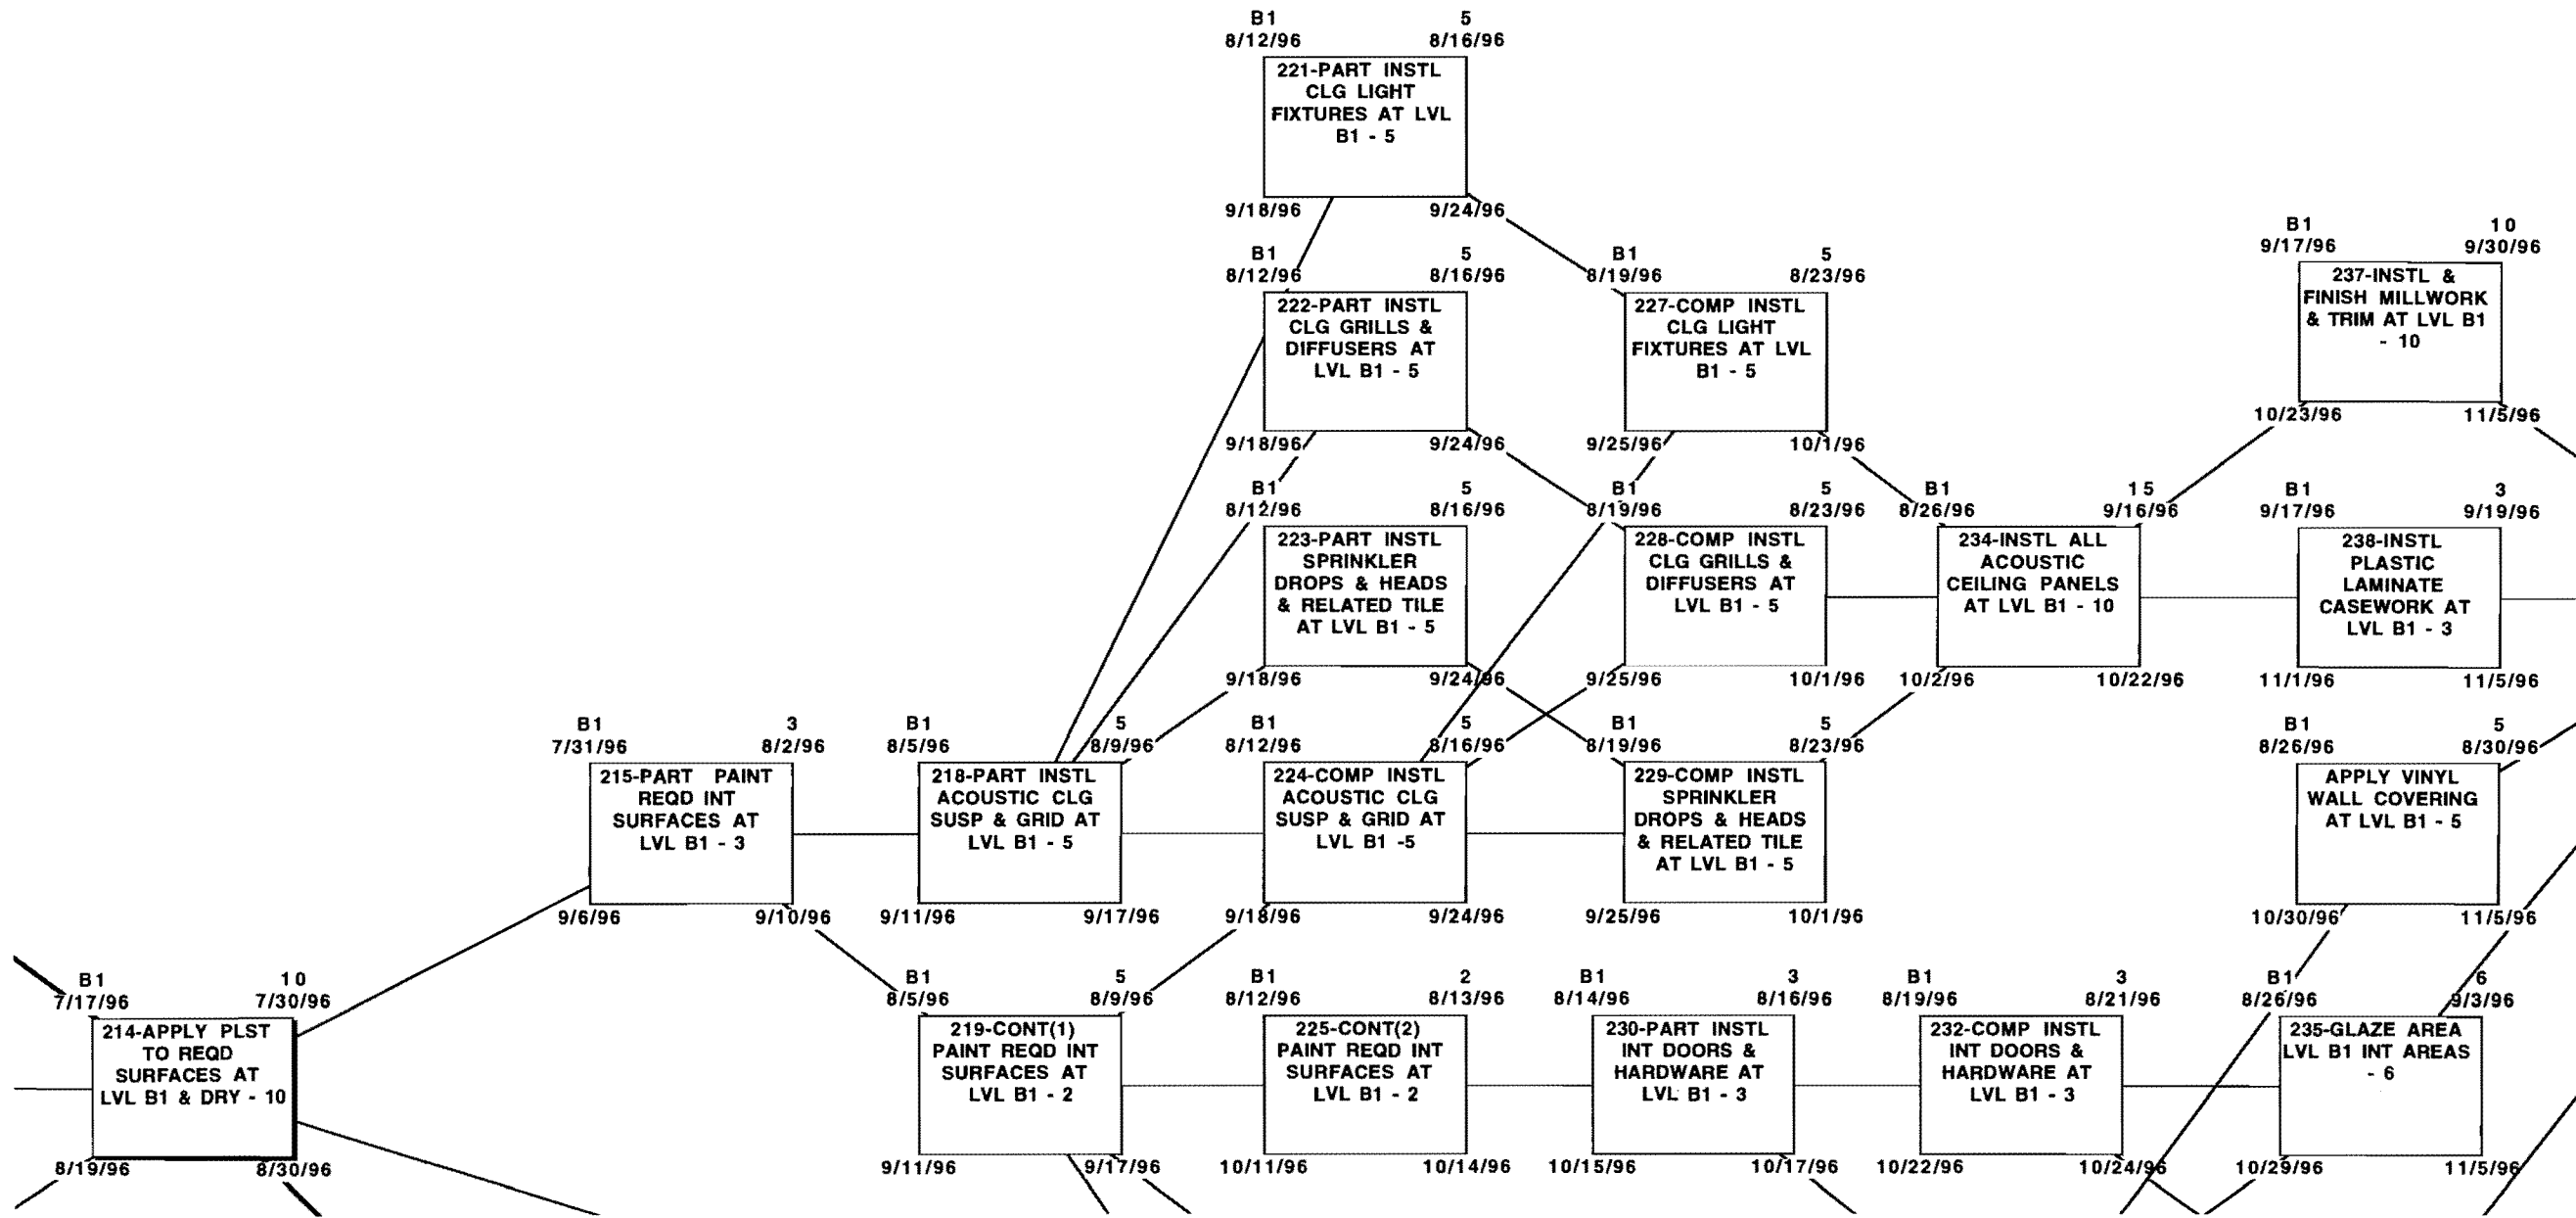 B1 5
8/12/96 8/16/96
221-PART INSTL
CLG LIGHT
FIXTURES AT LVL
B1 - 5
9/18/96 9/24/96
B1 5
8/12/96 8/16/96
222-PART INSTL
CLG GRILLS &
DIFFUSERS AT
LVL B1 - 5
9/18/96 9/24/96
B1 5
8/19/96 8/23/96
227-COMP INSTL
CLG LIGHT
FIXTURES AT LVL
B1 - 5
9/25/96 10/1/96
B1 10
9/17/96 9/30/96
237-INSTL &
FINISH MILLWORK
& TRIM AT LVL B1
- 10
10/23/96 11/5/96
B1 5
8/12/96 8/16/96
223-PART INSTL
SPRINKLER
DROPS & HEADS
& RELATED TILE
AT LVL B1 - 5
9/18/96 9/24/96
B1 5
8/19/96 8/23/96
228-COMP INSTL
CLG GRILLS &
DIFFUSERS AT
LVL B1 - 5
9/25/96 10/1/96
B1 15
8/26/96 9/16/96
234-INSTL ALL
ACOUSTIC
CEILING PANELS
AT LVL B1 - 10
10/2/96 10/22/96
B1 3
9/17/96 9/19/96
238-INSTL
PLASTIC
LAMINATE
CASEWORK AT
LVL B1 - 3
11/1/96 11/5/96
B1 3
7/31/96 8/2/96
215-PART PAINT
REQD INT
SURFACES AT
LVL B1 - 3
9/6/96 9/10/96
B1 5
8/5/96 8/9/96
218-PART INSTL
ACOUSTIC CLG
SUSP & GRID AT
LVL B1 - 5
9/11/96 9/17/96
B1 5
8/12/96 8/16/96
224-COMP INSTL
ACOUSTIC CLG
SUSP & GRID AT
LVL B1 -5
9/18/96 9/24/96
B1 5
8/19/96 8/23/96
229-COMP INSTL
SPRINKLER
DROPS & HEADS
& RELATED TILE
AT LVL B1 - 5
9/25/96 10/1/96
B1 5
8/26/96 8/30/96
APPLY VINYL
WALL COVERING
AT LVL B1 - 5
10/30/96 11/5/96
B1 10
7/17/96 7/30/96
214-APPLY PLST
TO REQD
SURFACES AT
LVL B1 & DRY - 10
8/19/96 8/30/96
B1 5
8/5/96 8/9/96
219-CONT(1)
PAINT REQD INT
SURFACES AT
LVL B1 - 2
9/11/96 9/17/96
B1 2
8/12/96 8/13/96
225-CONT(2)
PAINT REQD INT
SURFACES AT
LVL B1 - 2
10/11/96 10/14/96
B1 3
8/14/96 8/16/96
230-PART INSTL
INT DOORS &
HARDWARE AT
LVL B1 - 3
10/15/96 10/17/96
B1 3
8/19/96 8/21/96
232-COMP INSTL
INT DOORS &
HARDWARE AT
LVL B1 - 3
10/22/96 10/24/96
B1 6
8/26/96 9/3/96
235-GLAZE AREA
LVL B1 INT AREAS
- 6
10/29/96 11/5/96